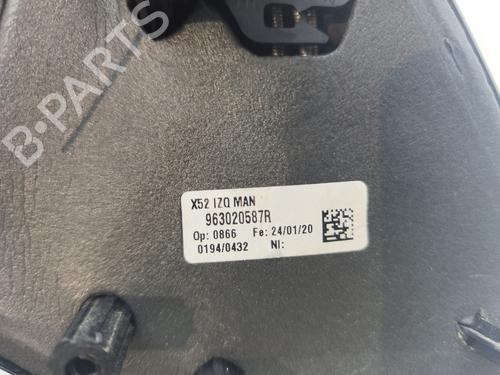 B-PARTS
X52 IZQ MAN
963020587R
Op: 0866 Fe: 24/01/20
0194/0432 NI: